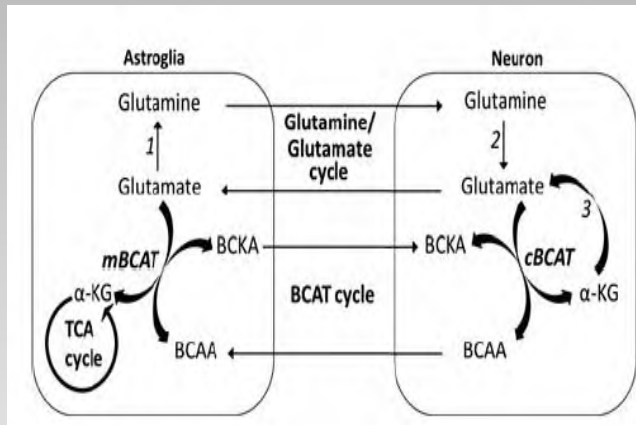 Astroglia
Neuron
Glutamine
Glutamine
Glutamine/
Glutamate
cycle
1
2
Glutamate
Glutamate
3
mBCAT
BCKA
BCKA
cBCAT
α-KG
BCAT cycle
α-KG
TCA
cycle
BCAA
BCAA